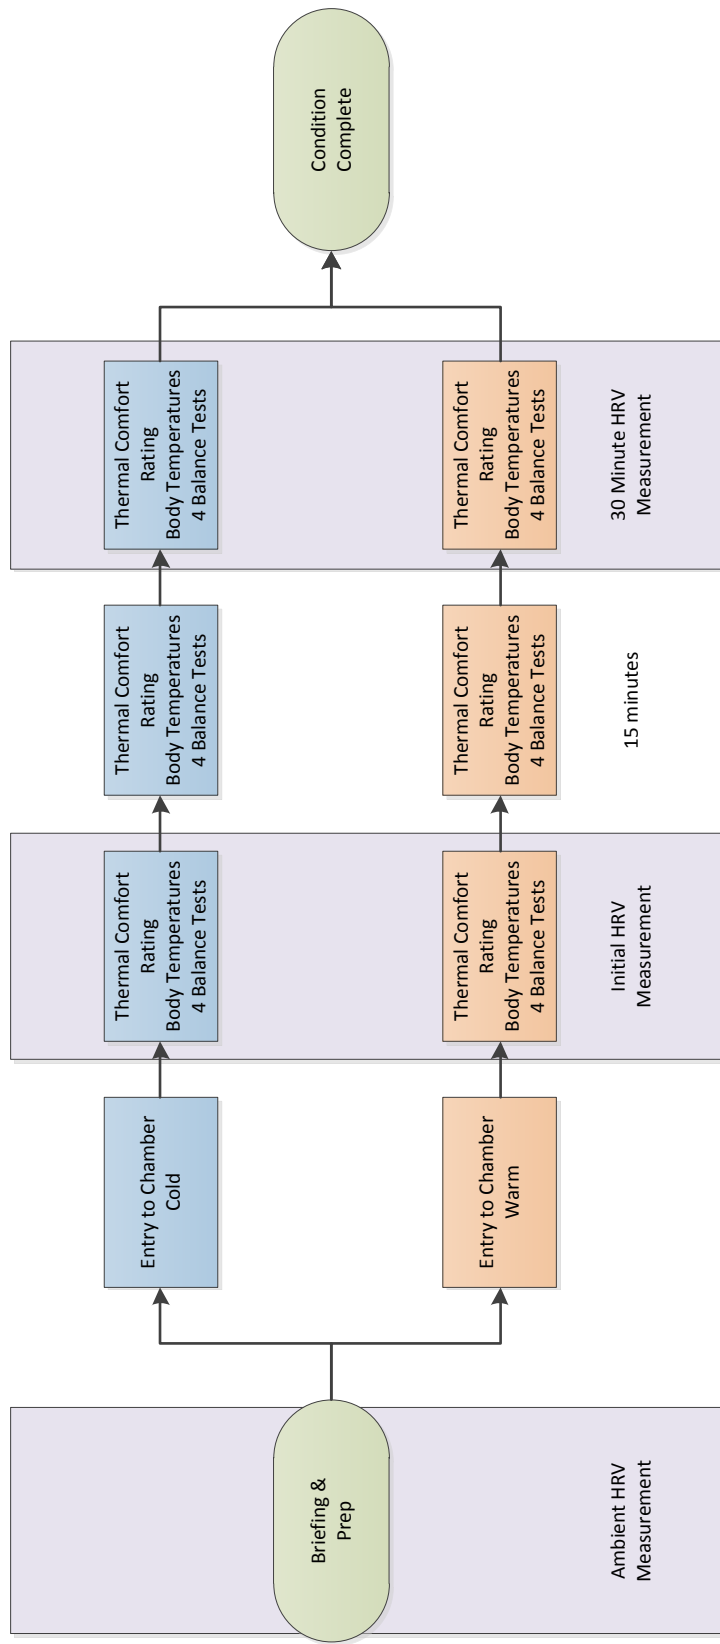 Briefing &
Prep
Ambient HRV
Measurement
Entry to Chamber
Cold
Entry to Chamber
Warm
Thermal Comfort
Rating
Body Temperatures
4 Balance Tests
Thermal Comfort
Rating
Body Temperatures
4 Balance Tests
Initial HRV
Measurement
Thermal Comfort
Rating
Body Temperatures
4 Balance Tests
Thermal Comfort
Rating
Body Temperatures
4 Balance Tests
15 minutes
Thermal Comfort
Rating
Body Temperatures
4 Balance Tests
Thermal Comfort
Rating
Body Temperatures
4 Balance Tests
30 Minute HRV
Measurement
Condition
Complete